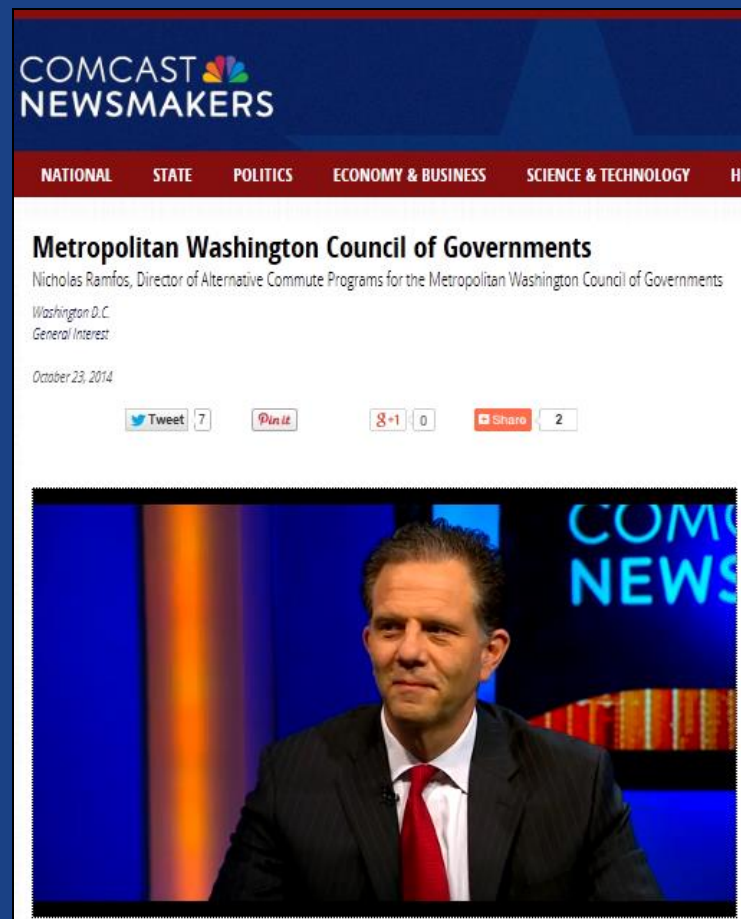 COMCAST
NEWSMAKERS
NATIONAL STATE POLITICS ECONOMY & BUSINESS SCIENCE & TECHNOLOGY H
Metropolitan Washington Council of Governments
Nicholas Ramfos, Director of Alternative Commute Programs for the Metropolitan Washington Council of Governments
Washington D.C.
General Interest
October 23, 2014
Tweet 7 Pin it g+1 0 Share 2
COMC
NEWS